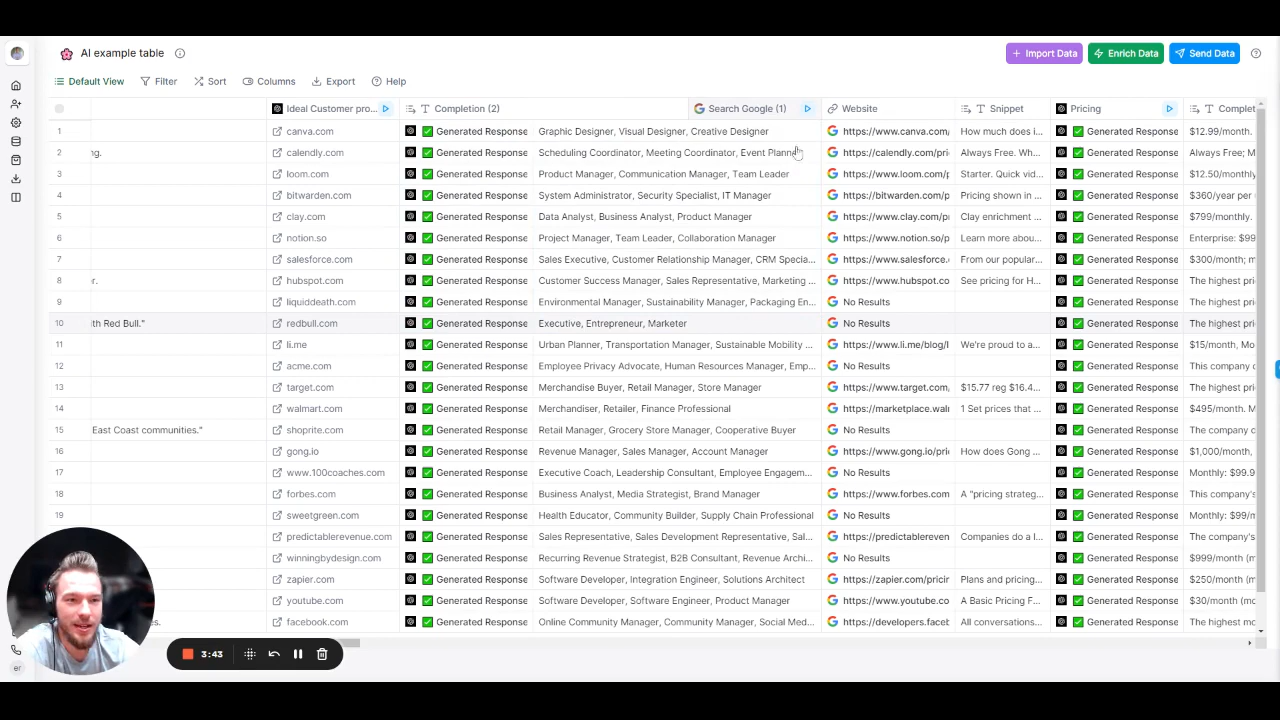 AI example table
Import Data
Enrich Data
Send Data
Default View Filter Sort Columns Export Help
Ideal Customer pro... Completion (2) Search Google (1) Website Snippet Pricing Complet
1 canva.com Generated Response Graphic Designer, Visual Designer, Creative Designer https://www.canva.com/ How much does i... Generated Response $12.99/month.
2 ng. calendly.com Generated Response Scheduling Coordinator, Meeting Coordinator, Event Planne https://calendly.com/pri Always Free. Wh... Generated Response Always Free; M
3 loom.com Generated Response Product Manager, Communication Manager, Team Leader https://www.loom.com/p Starter. Quick vid... Generated Response $12.50/monthly
4 bitwarden.com Generated Response System Administrator, Security Specialist, IT Manager https://bitwarden.com/p Pricing shown in ... Generated Response $360/year per
5 clay.com Generated Response Data Analyst, Business Analyst, Product Manager https://www.clay.com/pr Clay enrichment ... Generated Response $799/monthly.
6 notion.so Generated Response Project Manager, Team Leader, Collaboration Manager https://www.notion.so/p Learn more abou... Generated Response Enterprise: $99
7 salesforce.com Generated Response Sales Executive, Customer Relationship Manager, CRM Specia... https://www.salesforce. From our popular... Generated Response $300/month; m
8 r. hubspot.com Generated Response Customer Success Manager, Sales Representative, Marketing ... https://www.hubspot.co See pricing for H... Generated Response The highest pri
9 liquiddeath.com Generated Response Environmental Manager, Sustainability Manager, Packaging En... No Results Generated Response The highest pri
10 ith Red Bull." redbull.com Generated Response Executive, Entrepreneur, Marketer No Results Generated Response The highest pri
11 li.me Generated Response Urban Planner, Transportation Manager, Sustainable Mobility ... https://www.li.me/blog/l We're proud to a... Generated Response $15/month, Mo
12 acme.com Generated Response Employee Privacy Advocate, Human Resources Manager, Emp... No Results Generated Response This company
13 target.com Generated Response Merchandise Buyer, Retail Manager, Store Manager https://www.target.com, $15.77 reg $16.4... Generated Response The highest pri
14 walmart.com Generated Response Merchandiser, Retailer, Finance Professional https://marketplace.wal 1 Set prices that ... Generated Response $495/month. M
15 East Coast communities." shoprite.com Generated Response Retail Manager, Grocery Store Manager, Cooperative Buyer No Results Generated Response The company
16 gong.io Generated Response Revenue Manager, Sales Manager, Account Manager https://www.gong.io/pri How does Gong ... Generated Response $1,000/month,
17 www.100coaches.com Generated Response Executive Coach, Leadership Consultant, Employee Engagem... No Results Generated Response Monthly: $99.9
18 forbes.com Generated Response Business Analyst, Media Strategist, Brand Manager https://www.forbes.com A "pricing strateg... Generated Response This company's
19 sweetgreen.com Generated Response Health Educator, Community Builder, Supply Chain Professional No Results Generated Response Monthly: $99/m
predictablerevenue.com Generated Response Sales Representative, Sales Development Representative, Sal... https://predictablereven Companies do a l... Generated Response The company's
winningbydesign.com Generated Response Recurring Revenue Strategist, B2B Consultant, Revenue Archi... No Results Generated Response $999/month (m
zapier.com Generated Response Software Developer, Integration Engineer, Solutions Architect https://zapier.com/pricin Plans and pricing... Generated Response $250/month (m
youtube.com Generated Response Software Developer, Software Engineer, Product Manager https://www.youtube.co A Basic Pricing F... Generated Response $30/month (mo
es. facebook.com Generated Response Online Community Manager, Community Manager, Social Med... https://developers.faceb All conversations... Generated Response The highest mo
3:43
er